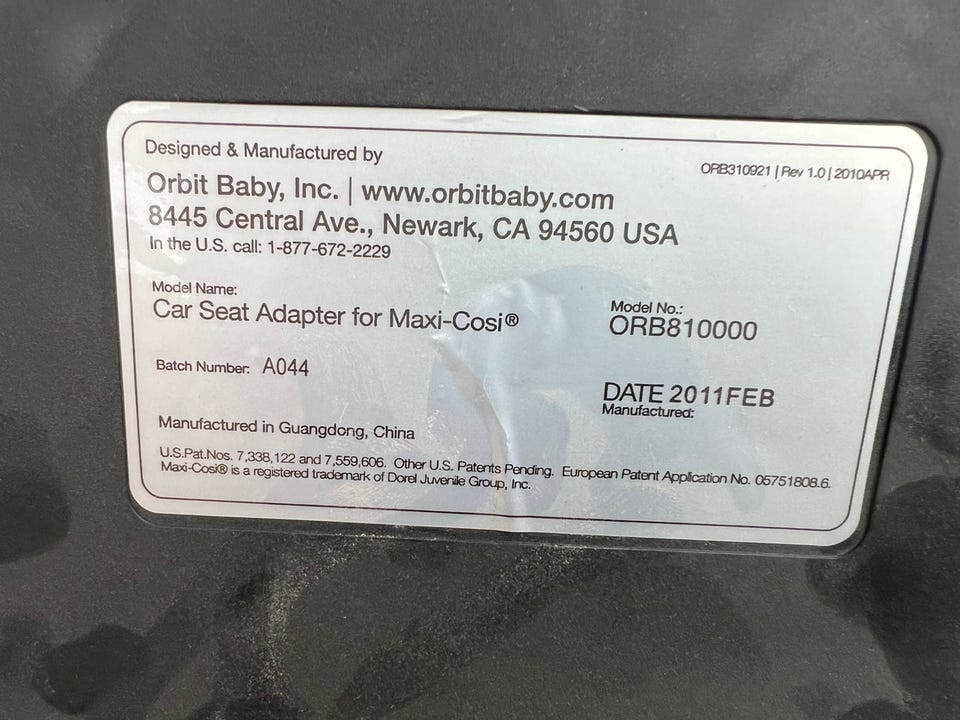 Designed & Manufactured by
ORB310921 | Rev 1.0 | 2010APR
Orbit Baby, Inc. | www.orbitbaby.com
8445 Central Ave., Newark, CA 94560 USA
In the U.S. call: 1-877-672-2229
Model Name:
Car Seat Adapter for Maxi-Cosi®
Model No.:
ORB810000
Batch Number: A044
DATE 2011FEB
Manufactured:
Manufactured in Guangdong, China
U.S.Pat.Nos. 7,338,122 and 7,559,606. Other U.S. Patents Pending. European Patent Application No. 05751808.6.
Maxi-Cosi® is a registered trademark of Dorel Juvenile Group, Inc.